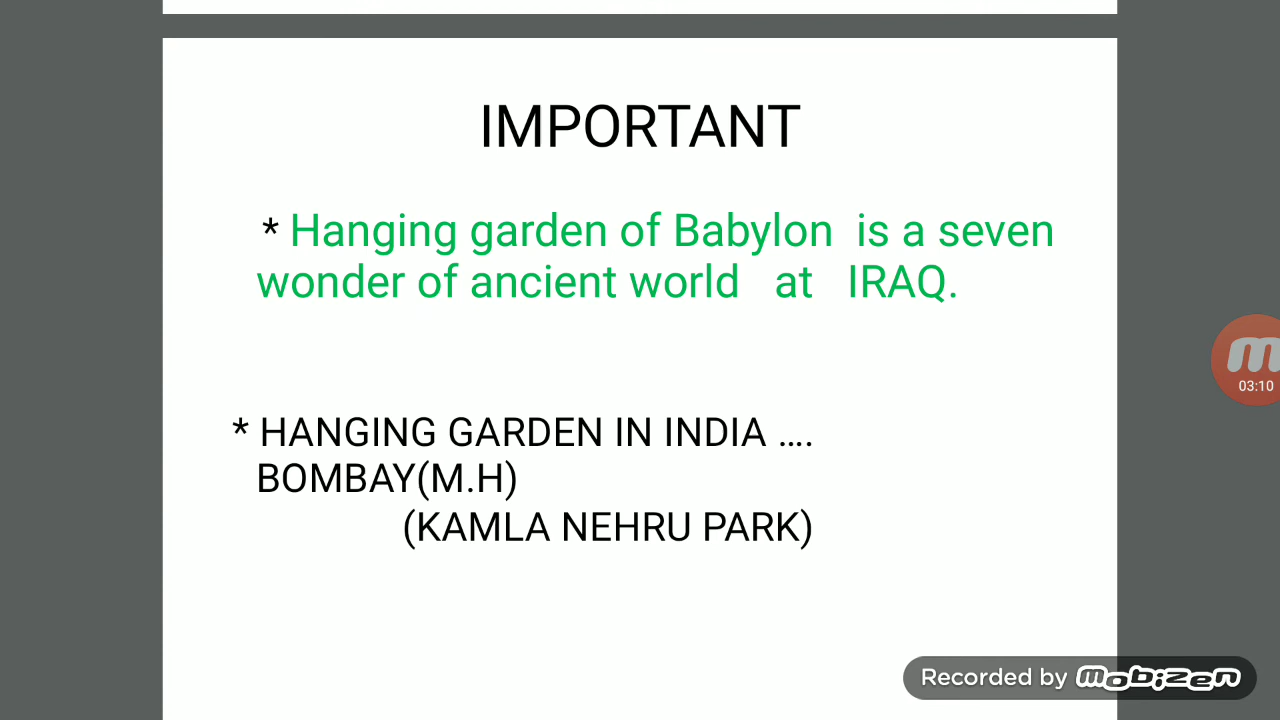 IMPORTANT
* Hanging garden of Babylon is a seven
wonder of ancient world at IRAQ.
* HANGING GARDEN IN INDIA ....
BOMBAY(M.H)
(KAMLA NEHRU PARK)
03:10
Recorded by mobizen